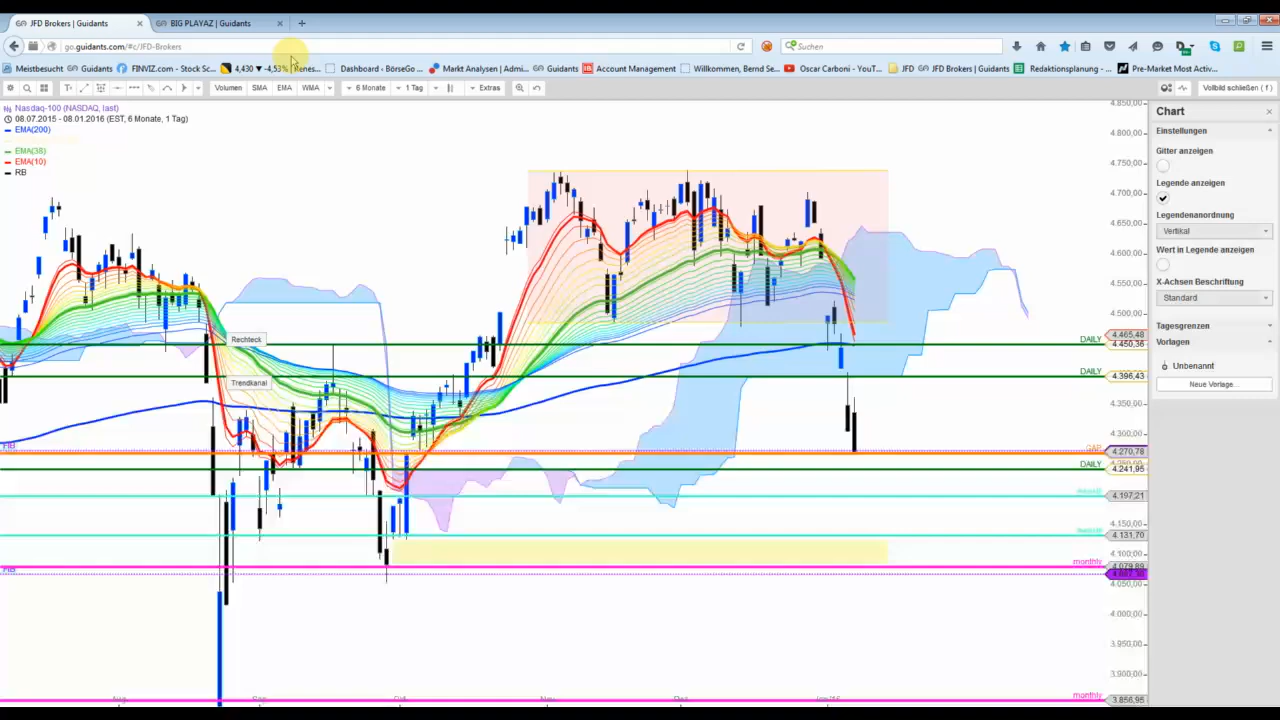 JFD Brokers | Guidants
BIG PLAYAZ | Guidants
go.guidants.com/#c/JFD-Brokers
Suchen
Meistbesucht
Guidants
FINVIZ.com - Stock Sc...
4,430 ▼ -4,53%
Dashboard - BörseGo ...
Markt Analysen | Admi...
Guidants
Account Management
Willkommen, Bernd Se...
Oscar Carboni - YouT...
JFD
JFD Brokers | Guidants
Redaktionsplanung - ...
Pre-Market Most Activ...
Volumen
SMA
EMA
WMA
6 Monate
1 Tag
Extras
Vollbild schließen ( f )
Nasdaq-100 (NASDAQ, last)
08.07.2015 - 08.01.2016 (EST, 6 Monate, 1 Tag)
EMA(200)
EMA(38)
EMA(10)
RB
Rechteck
Trendkanal
DAILY
DAILY
GAP
DAILY
monthly
monthly
4.850,00
4.800,00
4.750,00
4.700,00
4.650,00
4.600,00
4.550,00
4.500,00
4.465,48
4.450,36
4.396,43
4.350,00
4.300,00
4.270,78
4.241,95
4.197,21
4.150,00
4.131,70
4.100,00
4.079,89
4.050,00
4.000,00
3.950,00
3.900,00
3.856,95
Chart
Einstellungen
Gitter anzeigen
Legende anzeigen
Legendenanordnung
Vertikal
Wert in Legende anzeigen
X-Achsen Beschriftung
Standard
Tagesgrenzen
Vorlagen
Unbenannt
Neue Vorlage...